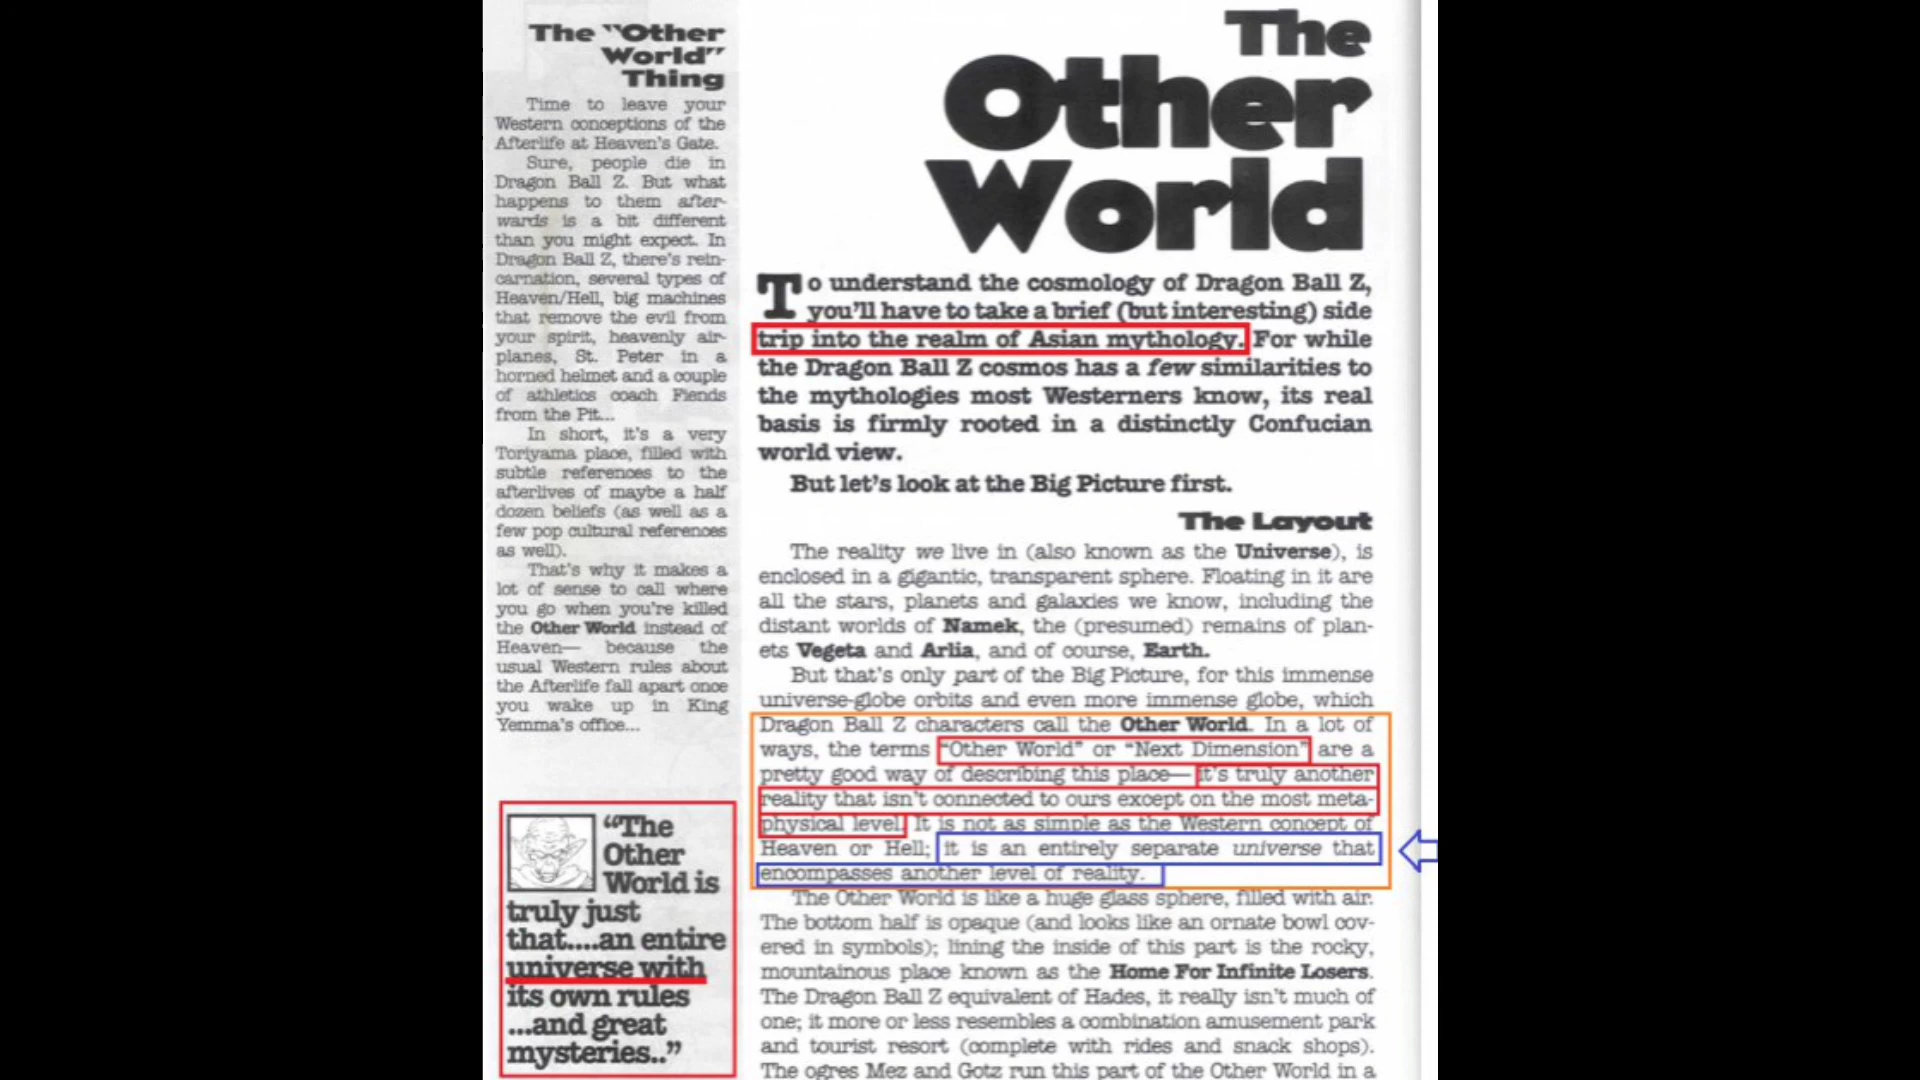 The "Other
World"
Thing
Time to leave your
Western conceptions of the
Afterlife at Heaven's Gate.
Sure, people die in
Dragon Ball Z. But what
happens to them after-
wards is a bit different
than you might expect. In
Dragon Ball Z, there's rein-
carnation, several types of
Heaven/Hell, big machines
that remove the evil from
your spirit, heavenly air-
planes, St. Peter in a
horned helmet and a couple
of athletics coach Fiends
from the Pit...
In short, it's a very
Toriyama place, filled with
subtle references to the
afterlives of maybe a half
dozen beliefs (as well as a
few pop cultural references
as well).
That's why it makes a
lot of sense to call where
you go when you're killed
the Other World instead of
Heaven— because the
usual Western rules about
the Afterlife fall apart once
you wake up in King
Yemma's office...
"The
Other
World is
truly just
that....an entire
universe with
its own rules
...and great
mysteries.."
The
Other
World
To understand the cosmology of Dragon Ball Z,
you'll have to take a brief (but interesting) side
trip into the realm of Asian mythology. For while
the Dragon Ball Z cosmos has a few similarities to
the mythologies most Westerners know, its real
basis is firmly rooted in a distinctly Confucian
world view.
But let's look at the Big Picture first.
The Layout
The reality we live in (also known as the Universe), is
enclosed in a gigantic, transparent sphere. Floating in it are
all the stars, planets and galaxies we know, including the
distant worlds of Namek, the (presumed) remains of plan-
ets Vegeta and Arlia, and of course, Earth.
But that's only part of the Big Picture, for this immense
universe-globe orbits and even more immense globe, which
Dragon Ball Z characters call the Other World. In a lot of
ways, the terms "Other World" or "Next Dimension" are a
pretty good way of describing this place— it's truly another
reality that isn't connected to ours except on the most meta-
physical level. It is not as simple as the Western concept of
Heaven or Hell; it is an entirely separate universe that
encompasses another level of reality.
The Other World is like a huge glass sphere, filled with air.
The bottom half is opaque (and looks like an ornate bowl cov-
ered in symbols); lining the inside of this part is the rocky,
mountainous place known as the Home For Infinite Losers.
The Dragon Ball Z equivalent of Hades, it really isn't much of
one; it more or less resembles a combination amusement park
and tourist resort (complete with rides and snack shops).
The ogres Mez and Gotz run this part of the Other World in a